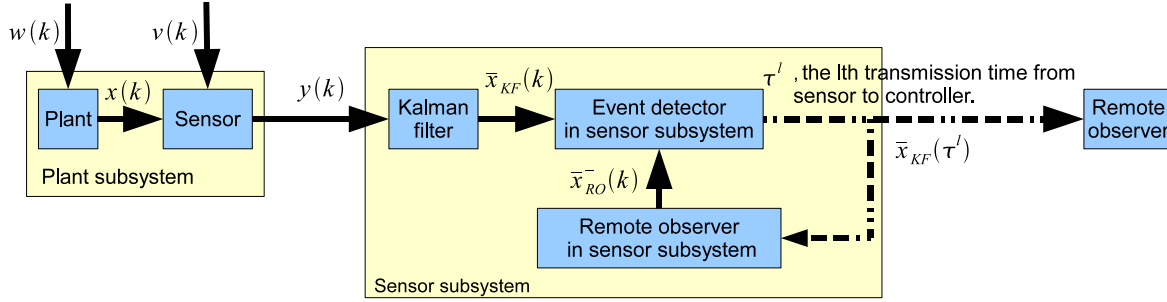 w(k)
v(k)
Plant
x(k)
Sensor
Plant subsystem
y(k)
Kalman
filter
x̅_KF(k)
Event detector
in sensor subsystem
τ^l , the lth transmission time from
sensor to controller.
Remote
observer
x̅_KF(τ^l)
x̅^-_RO(k)
Remote observer
in sensor subsystem
Sensor subsystem